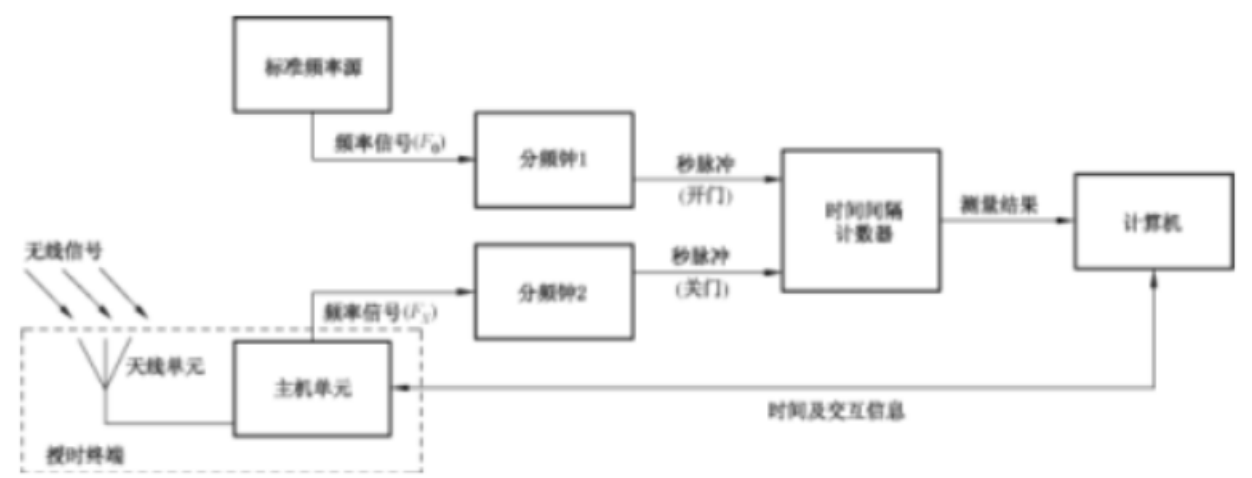 标准频率源
频率信号(F₀)
分频钟1
秒脉冲
(开门)
时间间隔
计数器
测量结果
计算机
无线信号
频率信号(Fₓ)
分频钟2
秒脉冲
(关门)
天线单元
主机单元
时间及交互信息
授时终端